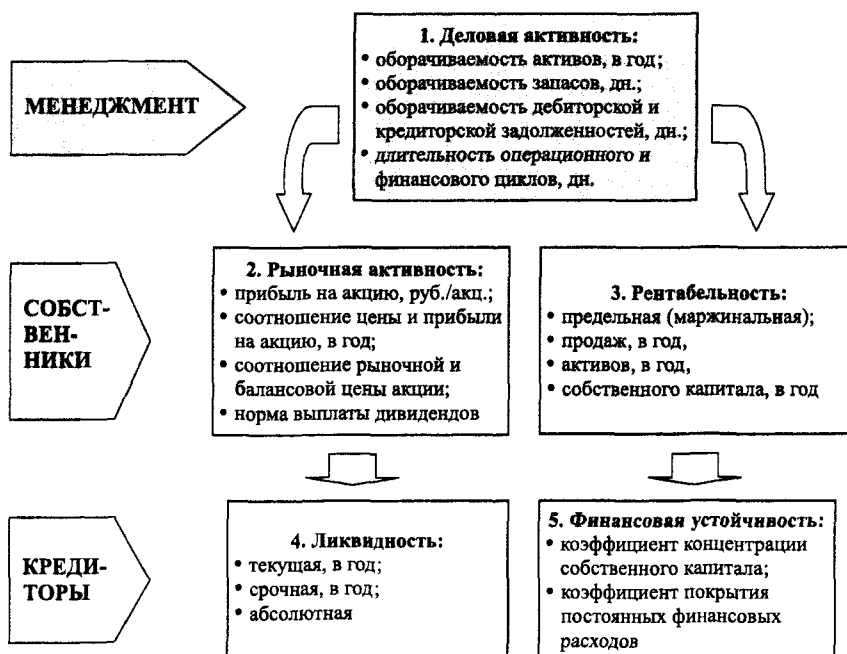 МЕНЕДЖМЕНТ
1. Деловая активность:
• оборачиваемость активов, в год;
• оборачиваемость запасов, дн.;
• оборачиваемость дебиторской и
кредиторской задолженностей, дн.;
• длительность операционного и
финансового циклов, дн.
СОБСТ-
ВЕН-
НИКИ
2. Рыночная активность:
• прибыль на акцию, руб./акц.;
• соотношение цены и прибыли
на акцию, в год;
• соотношение рыночной и
балансовой цены акции;
• норма выплаты дивидендов
3. Рентабельность:
• предельная (маржинальная);
• продаж, в год,
• активов, в год,
• собственного капитала, в год
КРЕДИ-
ТОРЫ
4. Ликвидность:
• текущая, в год;
• срочная, в год;
• абсолютная
5. Финансовая устойчивость:
• коэффициент концентрации
собственного капитала;
• коэффициент покрытия
постоянных финансовых
расходов